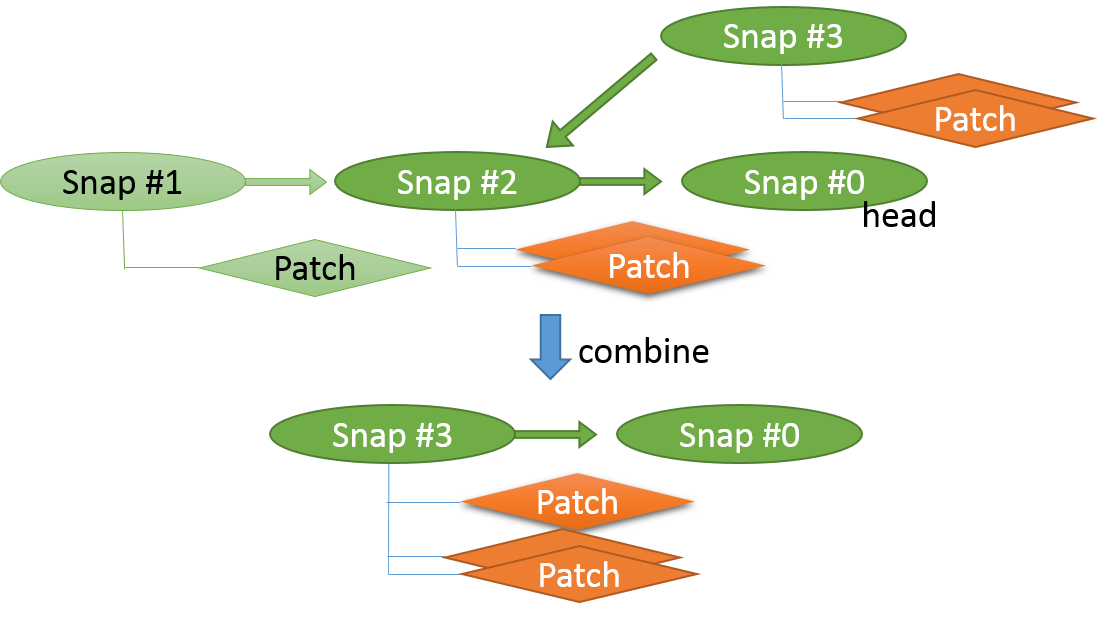 Snap #3
Patch
Snap #1
Snap #2
Snap #0
head
Patch
Patch
combine
Snap #3
Snap #0
Patch
Patch